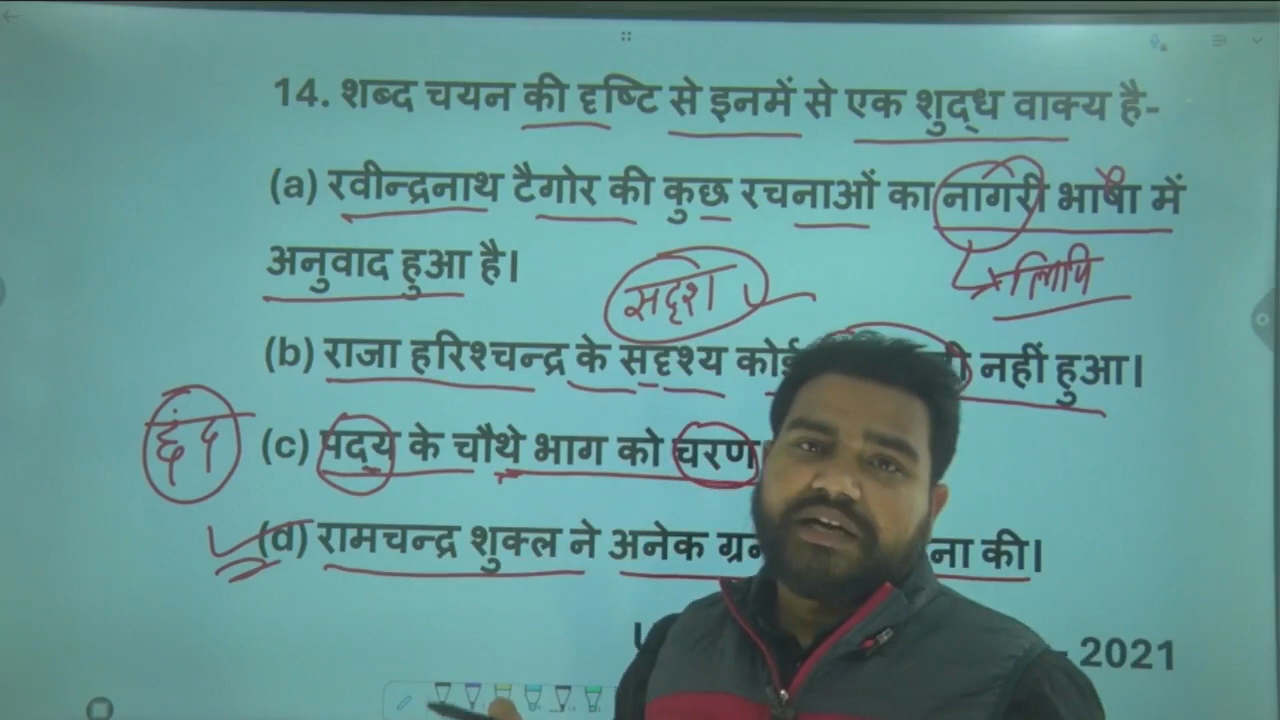 14. शब्द चयन की दृष्टि से इनमें से एक शुद्ध वाक्य है-
(a) रवीन्द्रनाथ टैगोर की कुछ रचनाओं का नागरी भाषा में
लिपि
अनुवाद हुआ है।
सदृश
(b) राजा हरिश्चन्द्र के सदृश्य कोई नहीं हुआ।
छंद
(c) पद्य के चौथे भाग को चरण
(d) रामचन्द्र शुक्ल ने अनेक की।
2021